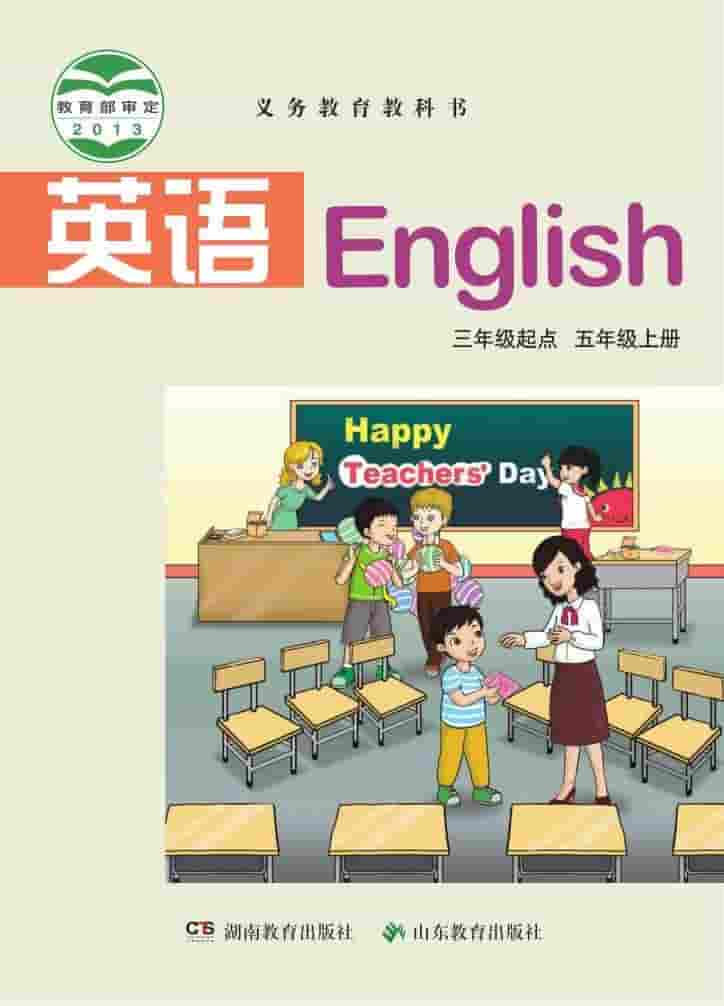 教育部审定
2013
义务教育教科书
英语 English
三年级起点 五年级上册
Happy
Teachers' Day
CTS 湖南教育出版社 山东教育出版社